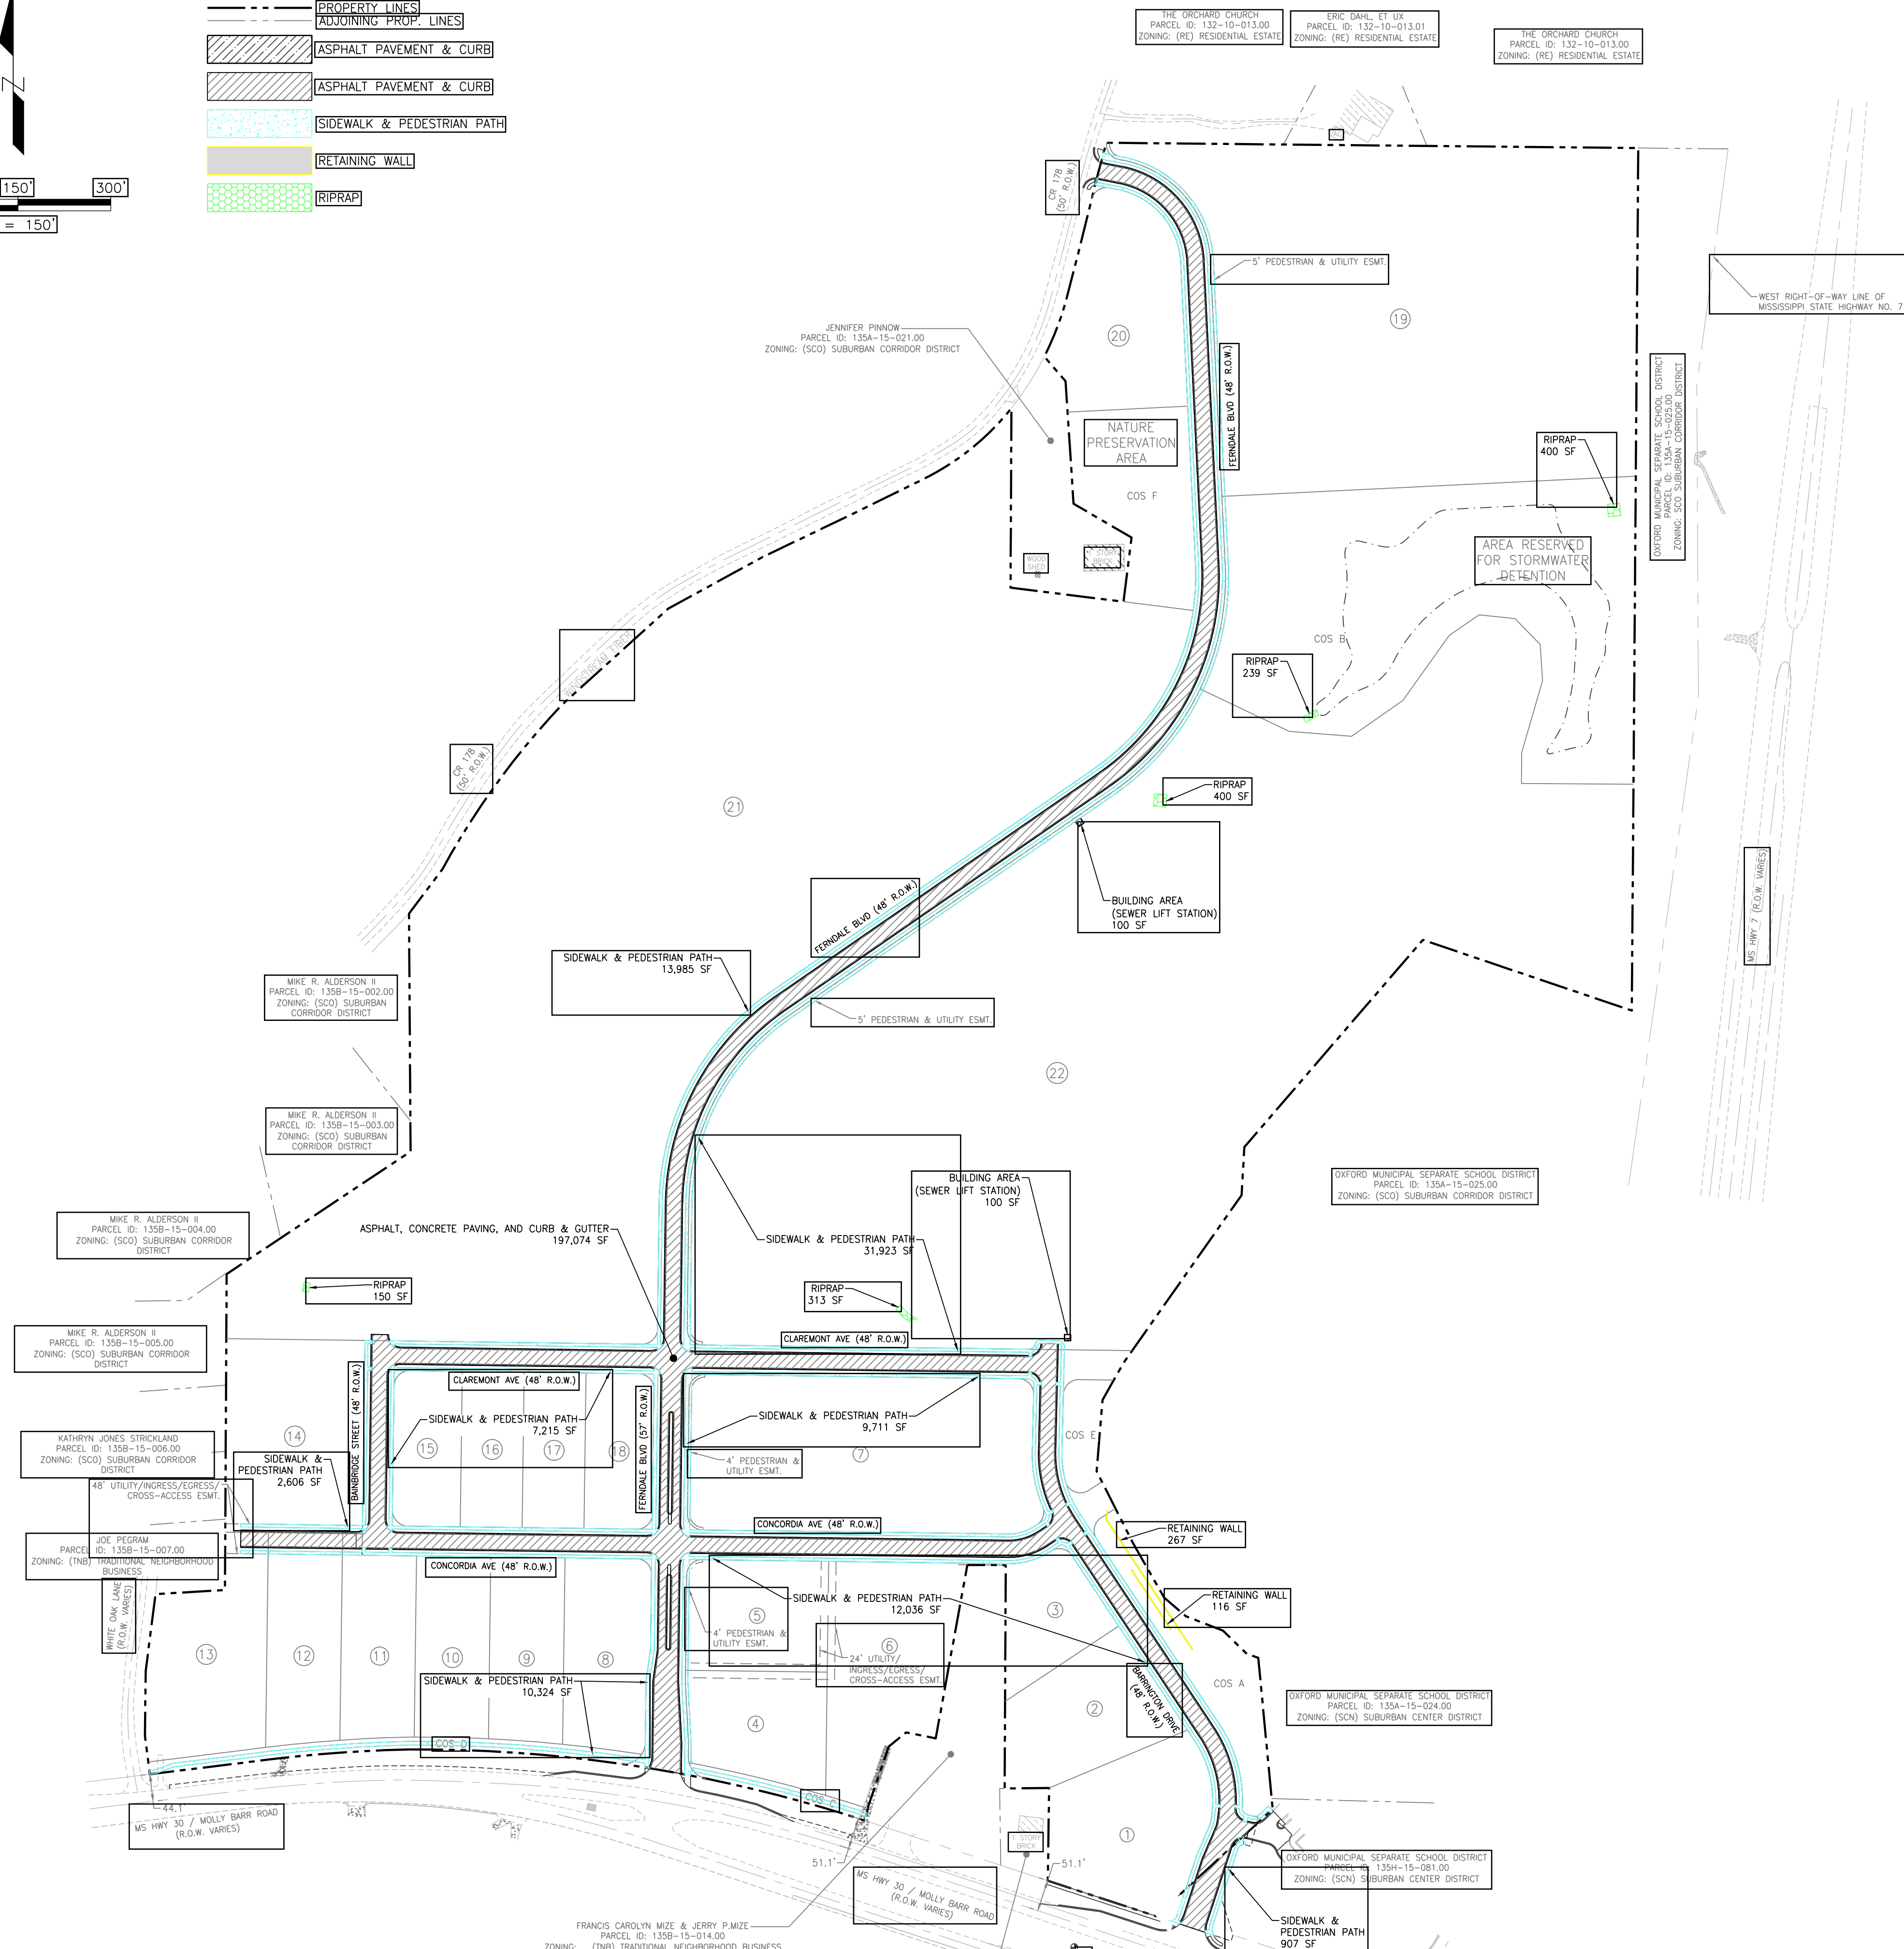 PROPERTY LINES
ADJOINING PROP. LINES
ASPHALT PAVEMENT & CURB
ASPHALT PAVEMENT & CURB
SIDEWALK & PEDESTRIAN PATH
RETAINING WALL
RIPRAP
150'
300'
= 150'
THE ORCHARD CHURCH
PARCEL ID: 132-10-013.00
ZONING: (RE) RESIDENTIAL ESTATE
ERIC DAHL, ET UX
PARCEL ID: 132-10-013.01
ZONING: (RE) RESIDENTIAL ESTATE
THE ORCHARD CHURCH
PARCEL ID: 132-10-013.00
ZONING: (RE) RESIDENTIAL ESTATE
CR 178
(50' R.O.W.)
5' PEDESTRIAN & UTILITY ESMT.
WEST RIGHT-OF-WAY LINE OF
MISSISSIPPI STATE HIGHWAY NO. 7
19
20
JENNIFER PINNOW
PARCEL ID: 135A-15-021.00
ZONING: (SCO) SUBURBAN CORRIDOR DISTRICT
FERNDALE BLVD (48' R.O.W.)
OXFORD MUNICIPAL SEPARATE SCHOOL DISTRICT
PARCEL ID: 135A-15-025.00
ZONING: SCO SUBURBAN CORRIDOR DISTRICT
NATURE
PRESERVATION
AREA
COS F
RIPRAP
400 SF
WOOD
SHED
1 STORY
BRICK
AREA RESERVED
FOR STORMWATER
DETENTION
COS B
WINDSTREAM FIBER
RIPRAP
239 SF
CR 178
(50' R.O.W.)
21
RIPRAP
400 SF
BUILDING AREA
(SEWER LIFT STATION)
100 SF
MS HWY 7 (R.O.W. VARIES)
FERNDALE BLVD (48' R.O.W.)
SIDEWALK & PEDESTRIAN PATH
13,985 SF
5' PEDESTRIAN & UTILITY ESMT.
MIKE R. ALDERSON II
PARCEL ID: 135B-15-002.00
ZONING: (SCO) SUBURBAN
CORRIDOR DISTRICT
22
MIKE R. ALDERSON II
PARCEL ID: 135B-15-003.00
ZONING: (SCO) SUBURBAN
CORRIDOR DISTRICT
OXFORD MUNICIPAL SEPARATE SCHOOL DISTRICT
PARCEL ID: 135A-15-025.00
ZONING: (SCO) SUBURBAN CORRIDOR DISTRICT
BUILDING AREA
(SEWER LIFT STATION)
100 SF
MIKE R. ALDERSON II
PARCEL ID: 135B-15-004.00
ZONING: (SCO) SUBURBAN CORRIDOR
DISTRICT
ASPHALT, CONCRETE PAVING, AND CURB & GUTTER
197,074 SF
SIDEWALK & PEDESTRIAN PATH
31,923 SF
RIPRAP
150 SF
RIPRAP
313 SF
MIKE R. ALDERSON II
PARCEL ID: 135B-15-005.00
ZONING: (SCO) SUBURBAN CORRIDOR
DISTRICT
CLAREMONT AVE (48' R.O.W.)
CLAREMONT AVE (48' R.O.W.)
BAINBRIDGE STREET (48' R.O.W.)
FERNDALE BLVD (57' R.O.W.)
SIDEWALK & PEDESTRIAN PATH
7,215 SF
SIDEWALK & PEDESTRIAN PATH
9,711 SF
14
15
16
17
18
7
COS E
KATHRYN JONES STRICKLAND
PARCEL ID: 135B-15-006.00
ZONING: (SCO) SUBURBAN CORRIDOR
DISTRICT
SIDEWALK &
PEDESTRIAN PATH
2,606 SF
4' PEDESTRIAN &
UTILITY ESMT.
48' UTILITY/INGRESS/EGRESS/
CROSS-ACCESS ESMT.
CONCORDIA AVE (48' R.O.W.)
RETAINING WALL
267 SF
JOE PEGRAM
PARCEL ID: 135B-15-007.00
ZONING: (TNB) TRADITIONAL NEIGHBORHOOD
BUSINESS
CONCORDIA AVE (48' R.O.W.)
WHITE OAK LANE
(R.O.W. VARIES)
SIDEWALK & PEDESTRIAN PATH
12,036 SF
RETAINING WALL
116 SF
5
3
4' PEDESTRIAN &
UTILITY ESMT.
6
24' UTILITY/
INGRESS/EGRESS/
CROSS-ACCESS ESMT.
13
12
11
10
9
8
SIDEWALK & PEDESTRIAN PATH
10,324 SF
BARRINGTON DRIVE
(48' R.O.W.)
COS A
4
2
OXFORD MUNICIPAL SEPARATE SCHOOL DISTRICT
PARCEL ID: 135A-15-024.00
ZONING: (SCN) SUBURBAN CENTER DISTRICT
COS D
COS C
44.1'
MS HWY 30 / MOLLY BARR ROAD
(R.O.W. VARIES)
1
1 STORY
BRICK
51.1'
51.1'
MS HWY 30 / MOLLY BARR ROAD
(R.O.W. VARIES)
OXFORD MUNICIPAL SEPARATE SCHOOL DISTRICT
PARCEL ID: 135H-15-081.00
ZONING: (SCN) SUBURBAN CENTER DISTRICT
FRANCIS CAROLYN MIZE & JERRY P.MIZE
PARCEL ID: 135B-15-014.00
ZONING: (TNB) TRADITIONAL NEIGHBORHOOD BUSINESS
SIDEWALK &
PEDESTRIAN PATH
907 SF